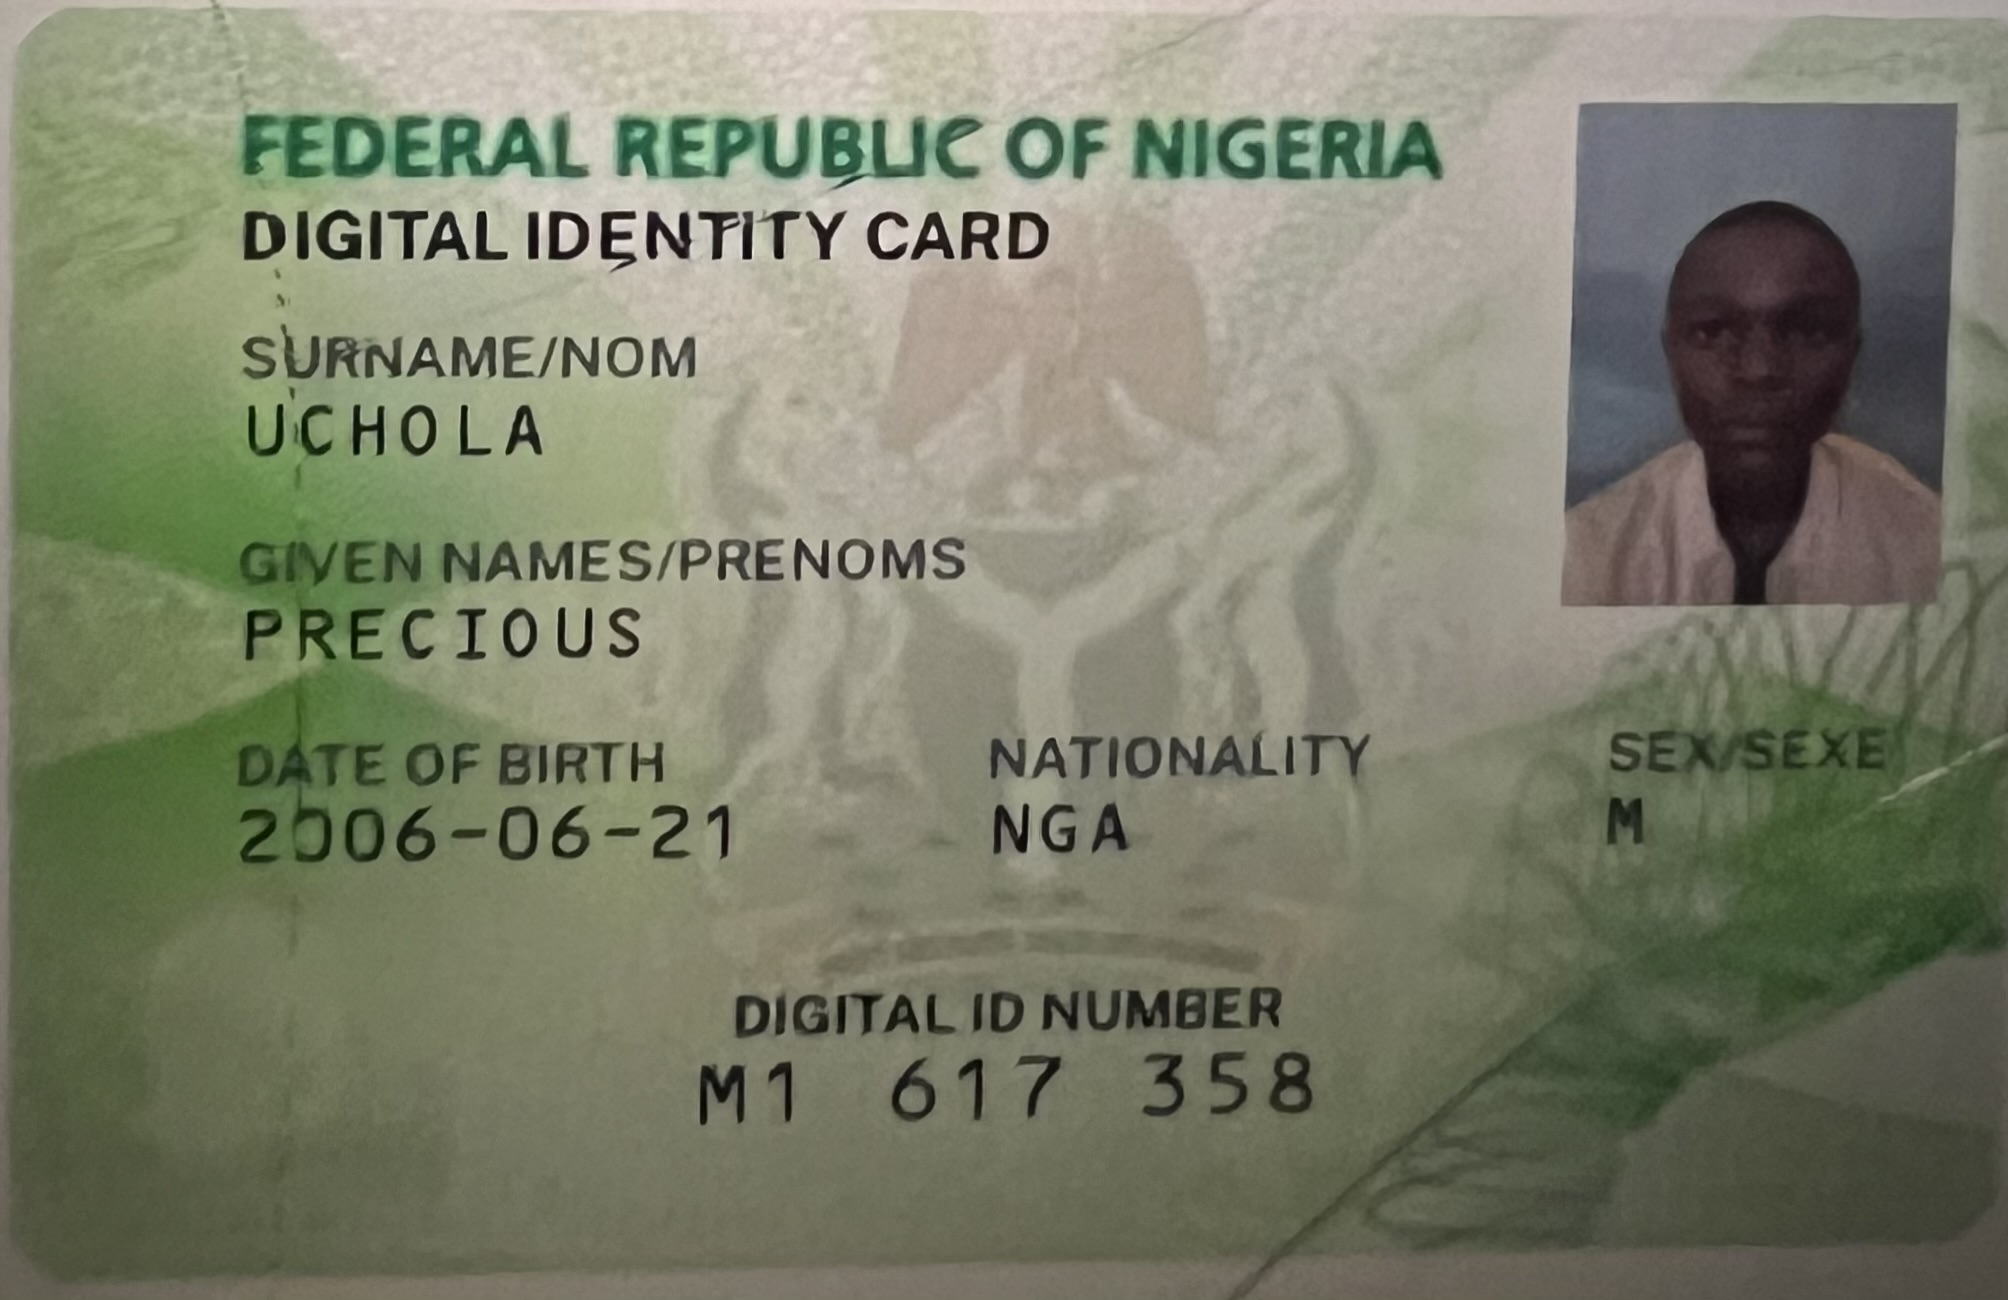 FEDERAL REPUBLIC OF NIGERIA
DIGITAL IDENTITY CARD
SURNAME/NOM
UCHOLA
GIVEN NAMES/PRENOMS
PRECIOUS
DATE OF BIRTH
2006-06-21
NATIONALITY
NGA
SEX/SEXE
M
DIGITAL ID NUMBER
M1 617 358